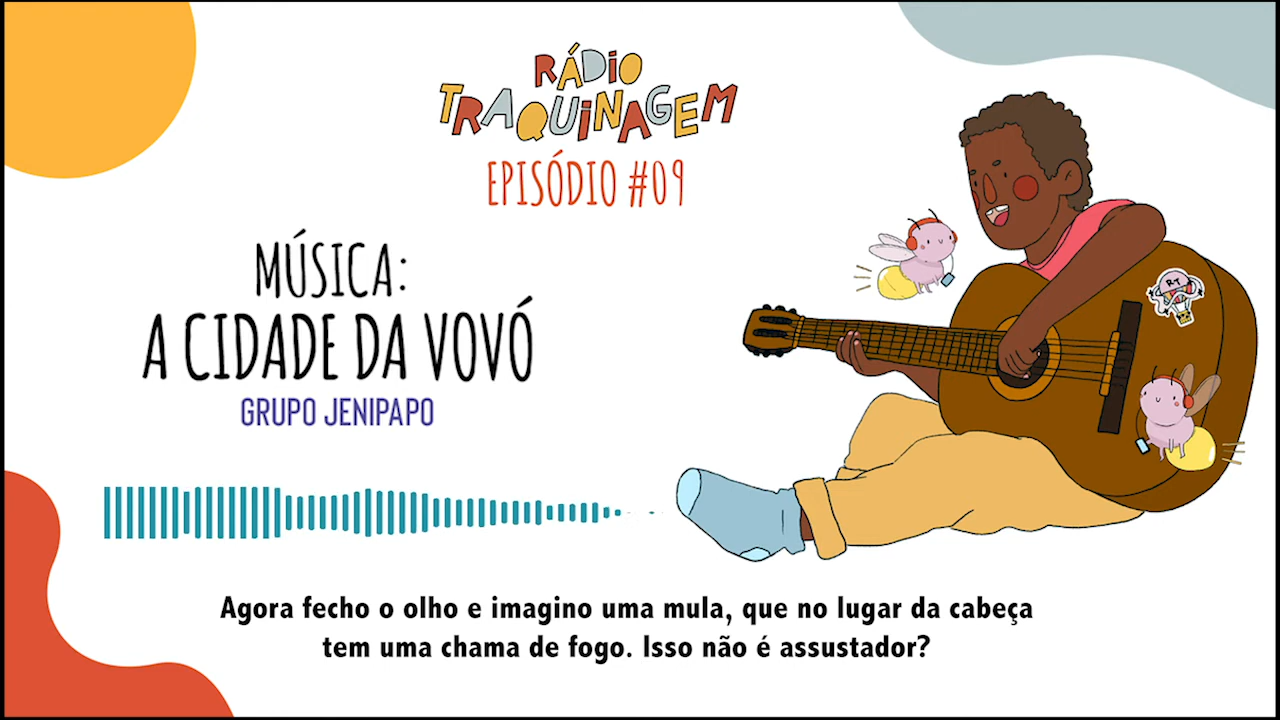 RÁDIO
TRAQUINAGEM
EPISÓDIO #09
MÚSICA:
A CIDADE DA VOVÓ
GRUPO JENIPAPO
RT
Agora fecho o olho e imagino uma mula, que no lugar da cabeça
tem uma chama de fogo. Isso não é assustador?